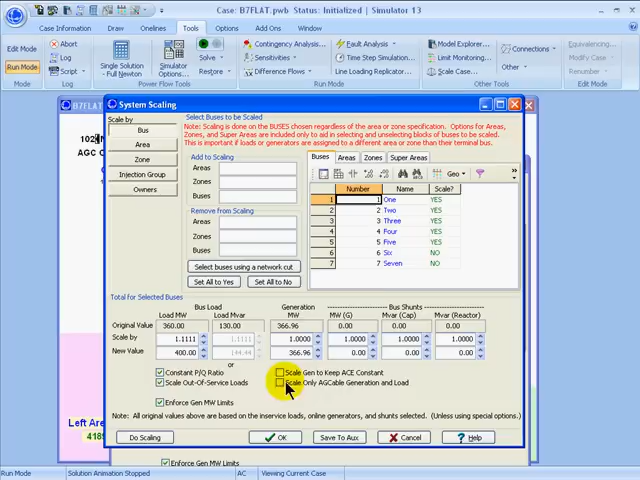 Case: B7FLAT.pwb Status: Initialized | Simulator 13
Case Information Draw Onelines Tools Options Add Ons Window
Edit Mode
Run Mode
Mode
Abort
Log
Script
Log
Single Solution - Full Newton
Simulator Options
Restore
Power Flow Tools
Contingency Analysis...
Sensitivities
Difference Flows
Fault Analysis
Time Step Simulation...
Line Loading Replicator...
Run Mode
Model Explorer...
Limit Monitoring...
Scale Case...
Other Tools
Connections
Other
Equivalencing
Modify Case
Renumber
Edit Mode
B7FLAT
102
AGC
Left Area
418
System Scaling
Scale by
Bus
Area
Zone
Injection Group
Owners
Select Buses to be Scaled
Note: Scaling is done on the BUSES chosen regardless of the area or zone specification. Options for Areas,
Zones, and Super Areas are included only to aid in selecting and unselecting blocks of buses to be scaled.
This is important if loads or generators are assigned to a different area or zone than their terminal bus.
Add to Scaling
Areas
Zones
Buses
Remove from Scaling
Areas
Zones
Buses
Select buses using a network cut
Set All to Yes Set All to No
Buses Areas Zones Super Areas
Geo
Number Name Scale?
1 1 One YES
2 2 Two YES
3 3 Three YES
4 4 Four YES
5 5 Five YES
6 6 Six NO
7 7 Seven NO
Total for Selected Buses
Bus Load Generation Bus Shunts
Load MW Load Mvar MW MW (G) Mvar (Cap) Mvar (Reactor)
Original Value 360.00 130.00 366.96 0.00 0.00 0.00
Scale by 1.1111 1.1111 1.0000 1.0000 1.0000 1.0000
New Value 400.00 144.44 366.96 0.00 0.00 0.00
or
Constant P/Q Ratio Scale Gen to Keep ACE Constant
Scale Out-Of-Service Loads Scale Only AGCable Generation and Load
Enforce Gen MW Limits
Note: All original values above are based on the inservice loads, online generators, and shunts selected. (Unless using special options.)
Do Scaling OK Save To Aux Cancel Help
Enforce Gen MW Limits
Run Mode Solution Animation Stopped AC Viewing Current Case